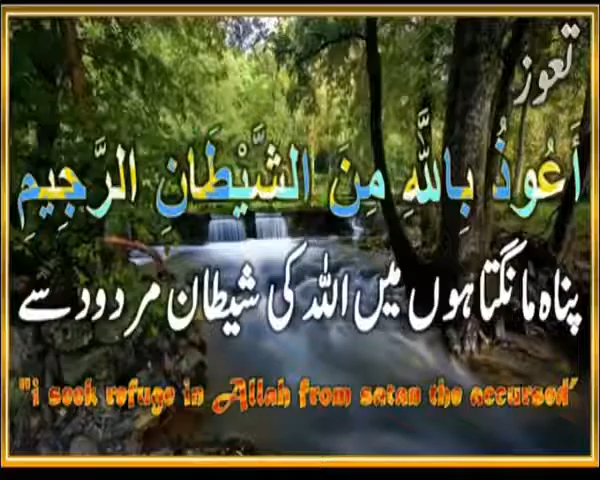 تعوز
أَعُوذُ بِاللَّهِ مِنَ الشَّيْطَانِ الرَّجِيمِ
پناہ مانگتا ہوں میں اللہ کی شیطان مردود سے
"i seek refuge in Allah from satan the accursed"